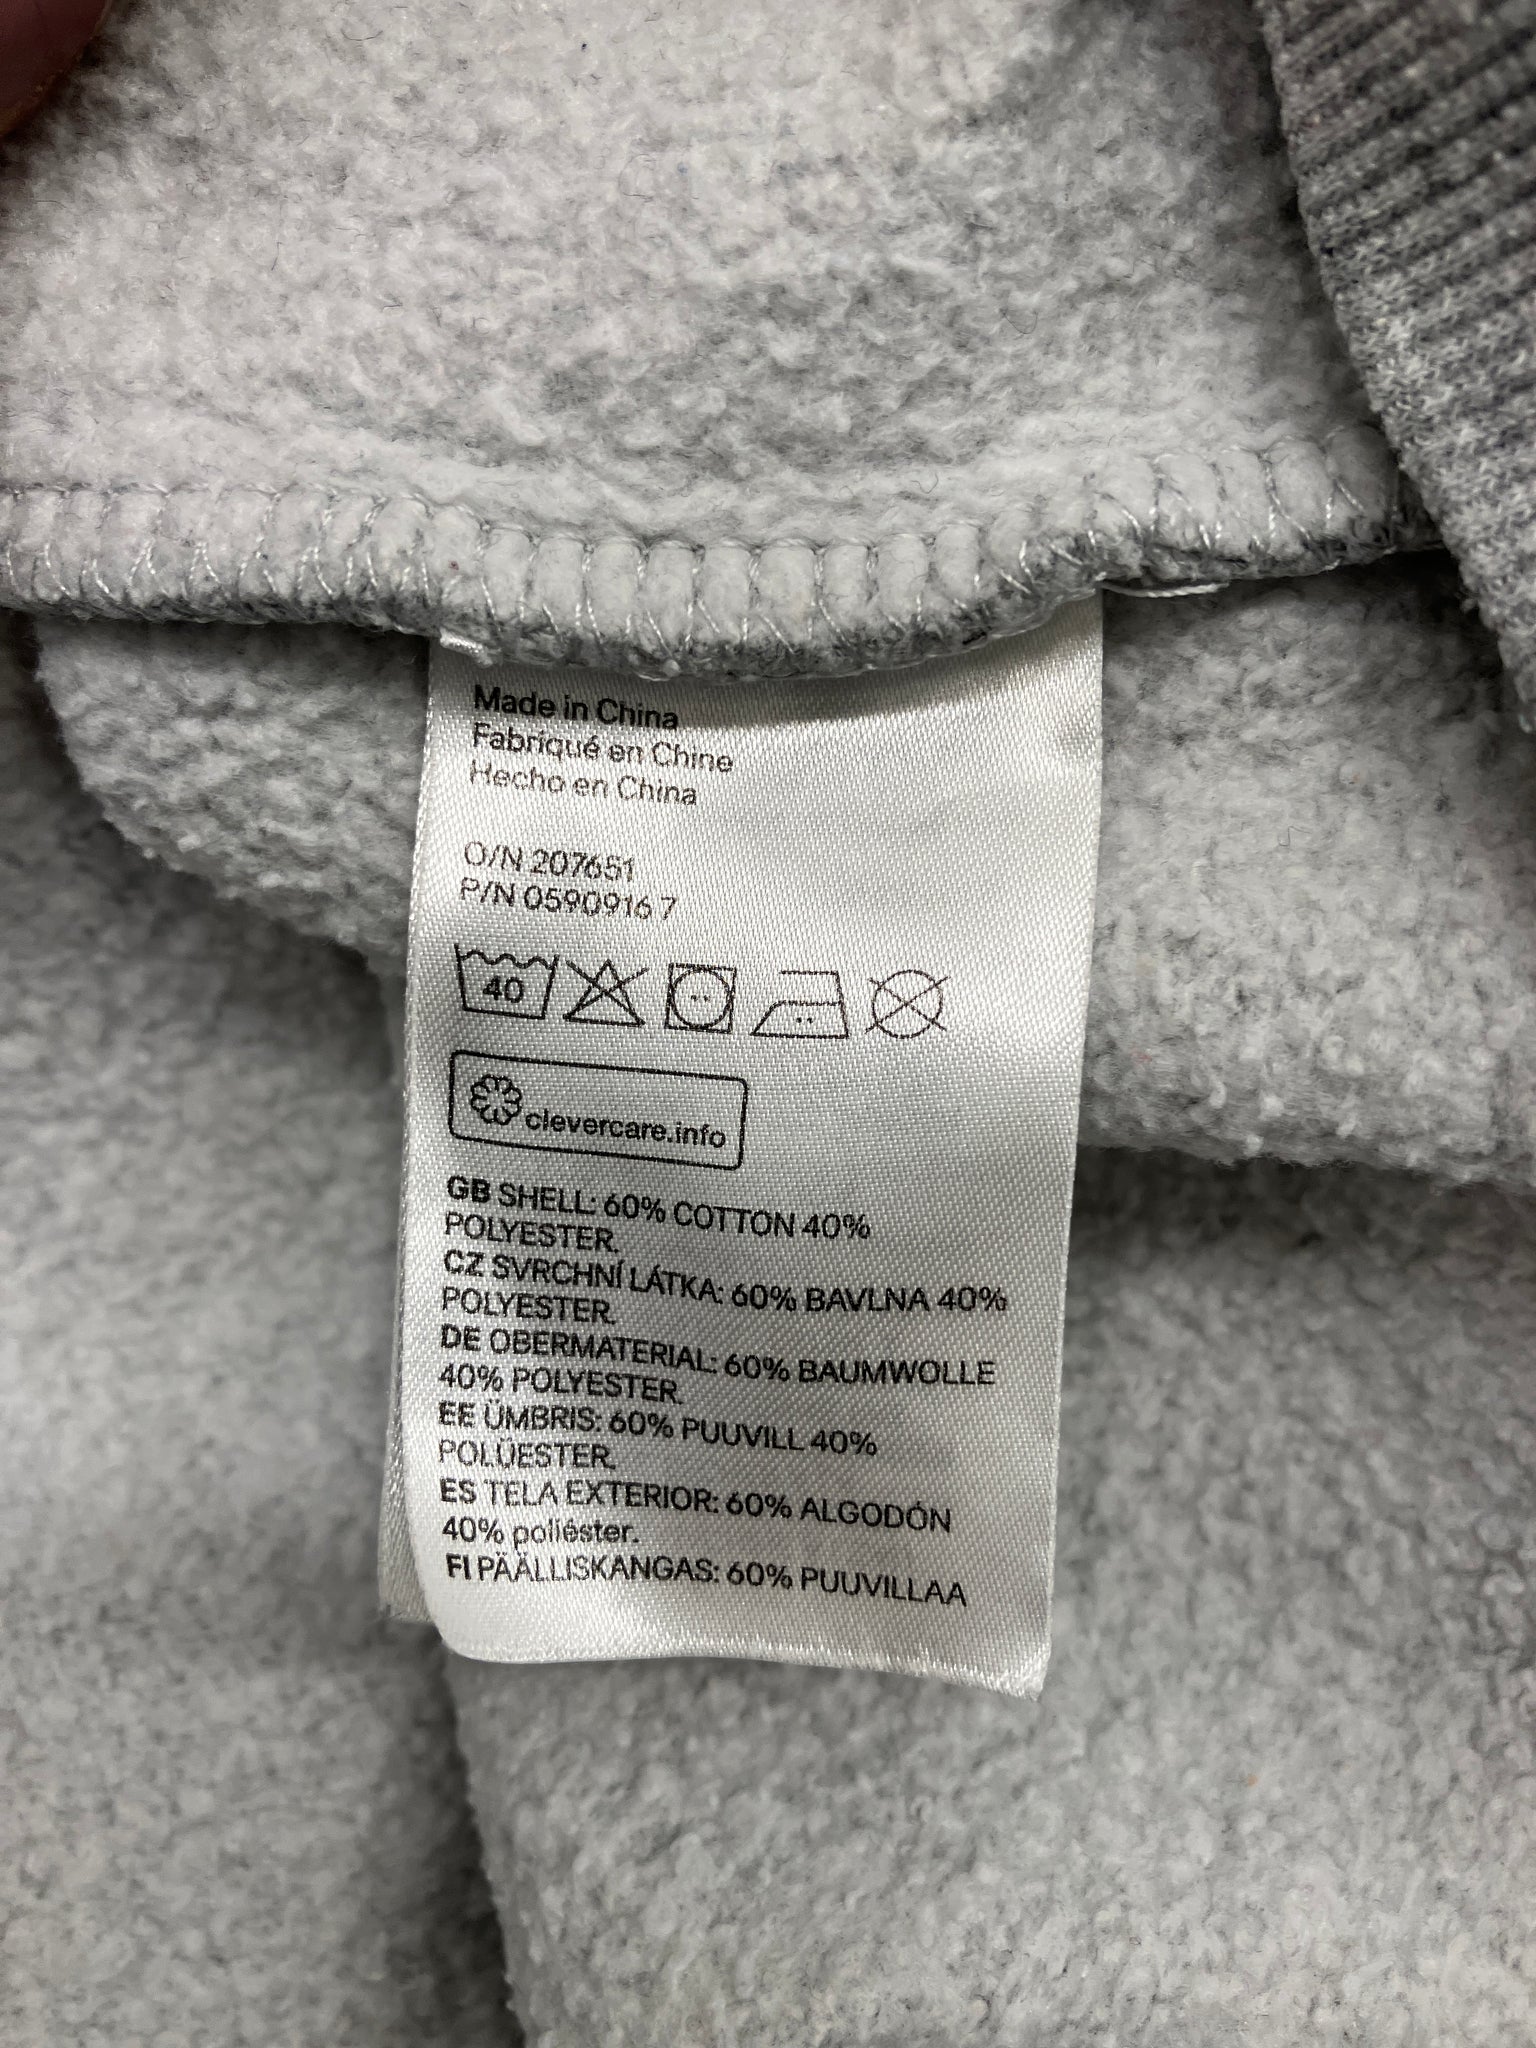 Made in China
Fabriqué en Chine
Hecho en China
O/N 207651
P/N 0590916 7
40
clevercare.info
GB SHELL: 60% COTTON 40%
POLYESTER.
CZ SVRCHNÍ LÁTKA: 60% BAVLNA 40%
POLYESTER.
DE OBERMATERIAL: 60% BAUMWOLLE
40% POLYESTER.
EE ÜMBRIS: 60% PUUVILL 40%
POLÜESTER.
ES TELA EXTERIOR: 60% ALGODÓN
40% poliéster.
FI PÄÄLLISKANGAS: 60% PUUVILLAA